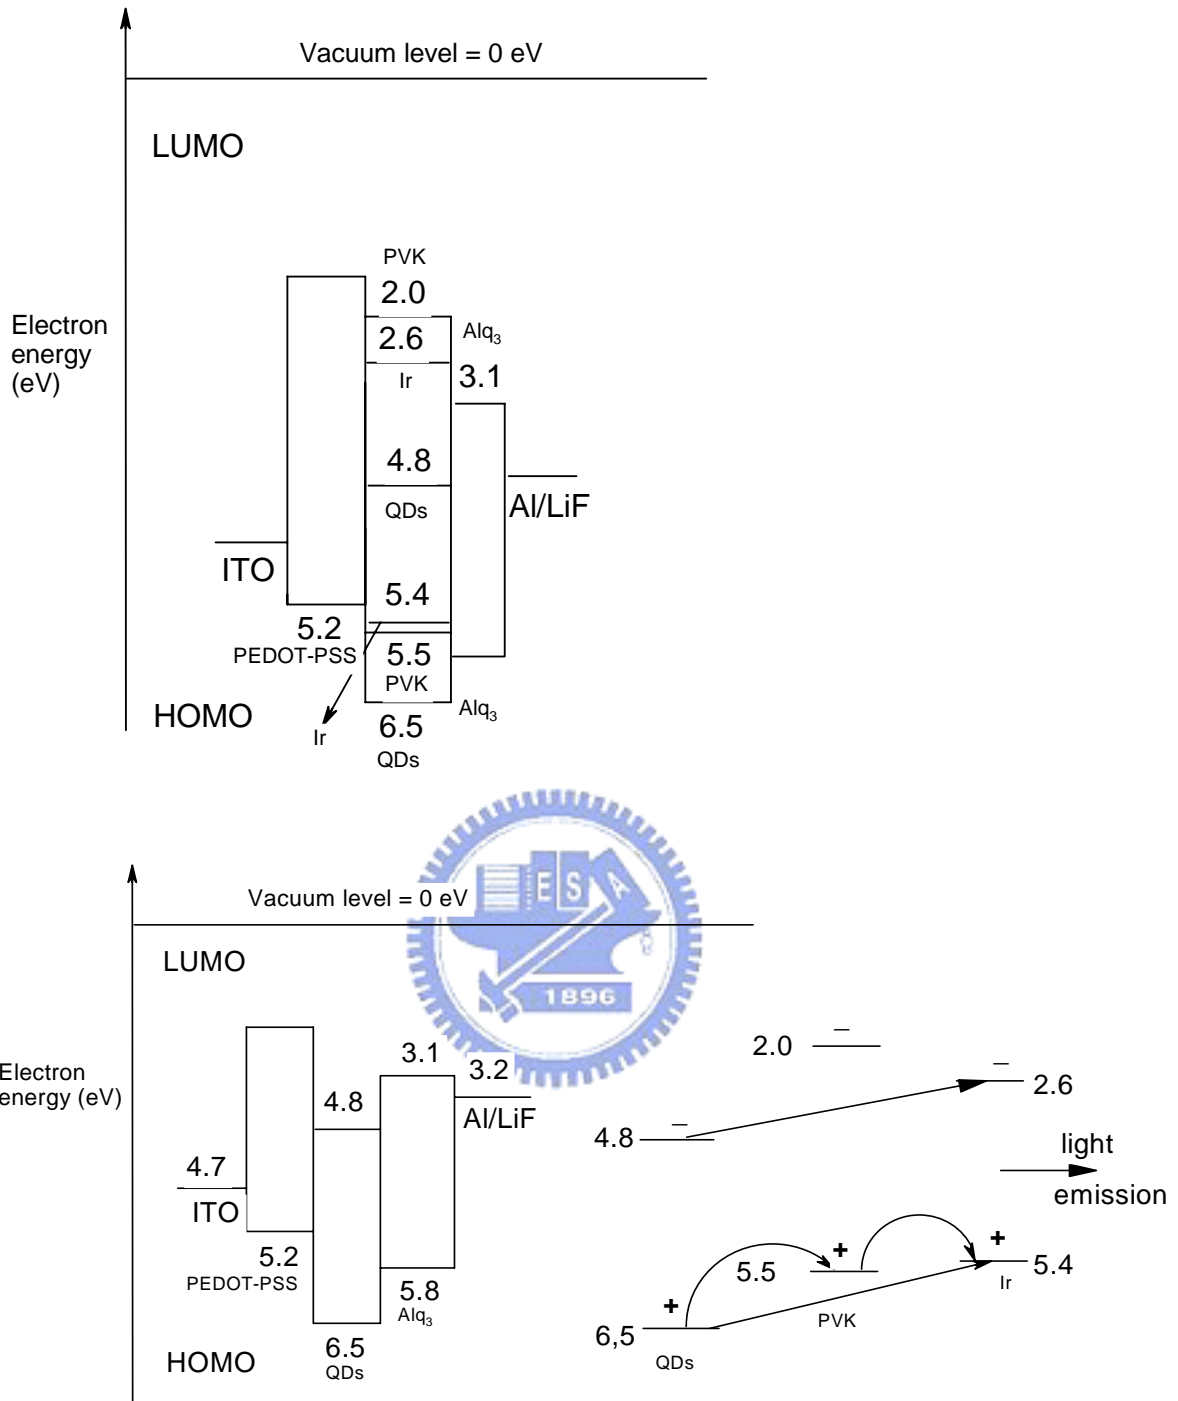 Vacuum level = 0 eV
LUMO
PVK
2.0
Electron
energy
(eV)
2.6
Alq3
Ir
3.1
4.8
QDs
Al/LiF
ITO
5.4
5.2
PEDOT-PSS
5.5
PVK
HOMO
Ir
6.5
Alq3
QDs
E S A
1896
Vacuum level = 0 eV
LUMO
Electron
energy (eV)
3.1
3.2
4.8
Al/LiF
4.7
ITO
5.2
PEDOT-PSS
5.8
Alq3
6.5
QDs
HOMO
2.0
−
−
2.6
4.8
−
light
emission
+
+
5.5
5.4
Ir
+
PVK
6,5
QDs